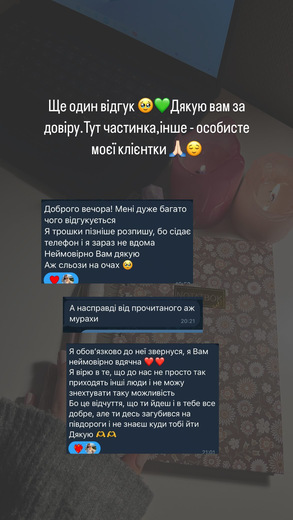 Ще один відгук 🥹💚Дякую вам за
довіру.Тут частинка,інше - особисте
моєї клієнтки 🙏🏻😌
Доброго вечора! Мені дуже багато
чого відгукується
Я трошки пізніше розпишу, бо сідає
телефон і я зараз не вдома
Неймовірно Вам дякую
Аж сльози на очах 🥹
А насправді від прочитаного аж
мурахи
20:21
Я обов'язково до неї звернуся, я Вам
неймовірно вдячна ❤️❤️
Я вірю в те, що до нас не просто так
приходять інші люди і не можу
знехтувати таку можливість
Бо це відчуття, що ти йдеш і в тебе все
добре, але ти десь загубився на
півдороги і не знаєш куди тобі йти
Дякую 🫶🫶